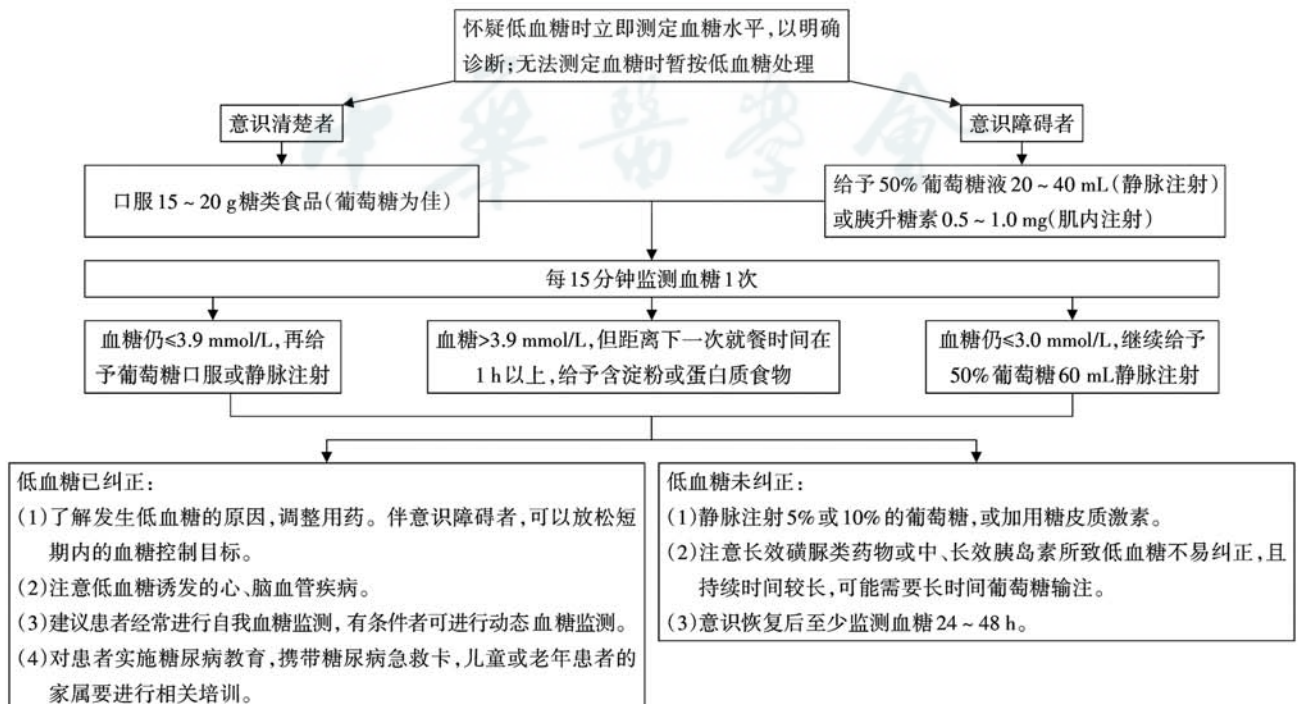 怀疑低血糖时立即测定血糖水平,以明确
诊断;无法测定血糖时暂按低血糖处理
意识清楚者
意识障碍者
口服15~20 g糖类食品(葡萄糖为佳)
给予50%葡萄糖液20~40 mL(静脉注射)
或胰升糖素0.5~1.0 mg(肌内注射)
每15分钟监测血糖1次
血糖仍≤3.9 mmol/L,再给
予葡萄糖口服或静脉注射
血糖>3.9 mmol/L,但距离下一次就餐时间在
1 h以上,给予含淀粉或蛋白质食物
血糖仍≤3.0 mmol/L,继续给予
50%葡萄糖60 mL静脉注射
低血糖已纠正:
(1)了解发生低血糖的原因,调整用药。伴意识障碍者,可以放松短
期内的血糖控制目标。
(2)注意低血糖诱发的心、脑血管疾病。
(3)建议患者经常进行自我血糖监测,有条件者可进行动态血糖监测。
(4)对患者实施糖尿病教育,携带糖尿病急救卡,儿童或老年患者的
家属要进行相关培训。
低血糖未纠正:
(1)静脉注射5%或10%的葡萄糖,或加用糖皮质激素。
(2)注意长效磺脲类药物或中、长效胰岛素所致低血糖不易纠正,且
持续时间较长,可能需要长时间葡萄糖输注。
(3)意识恢复后至少监测血糖24~48 h。
中華醫學會